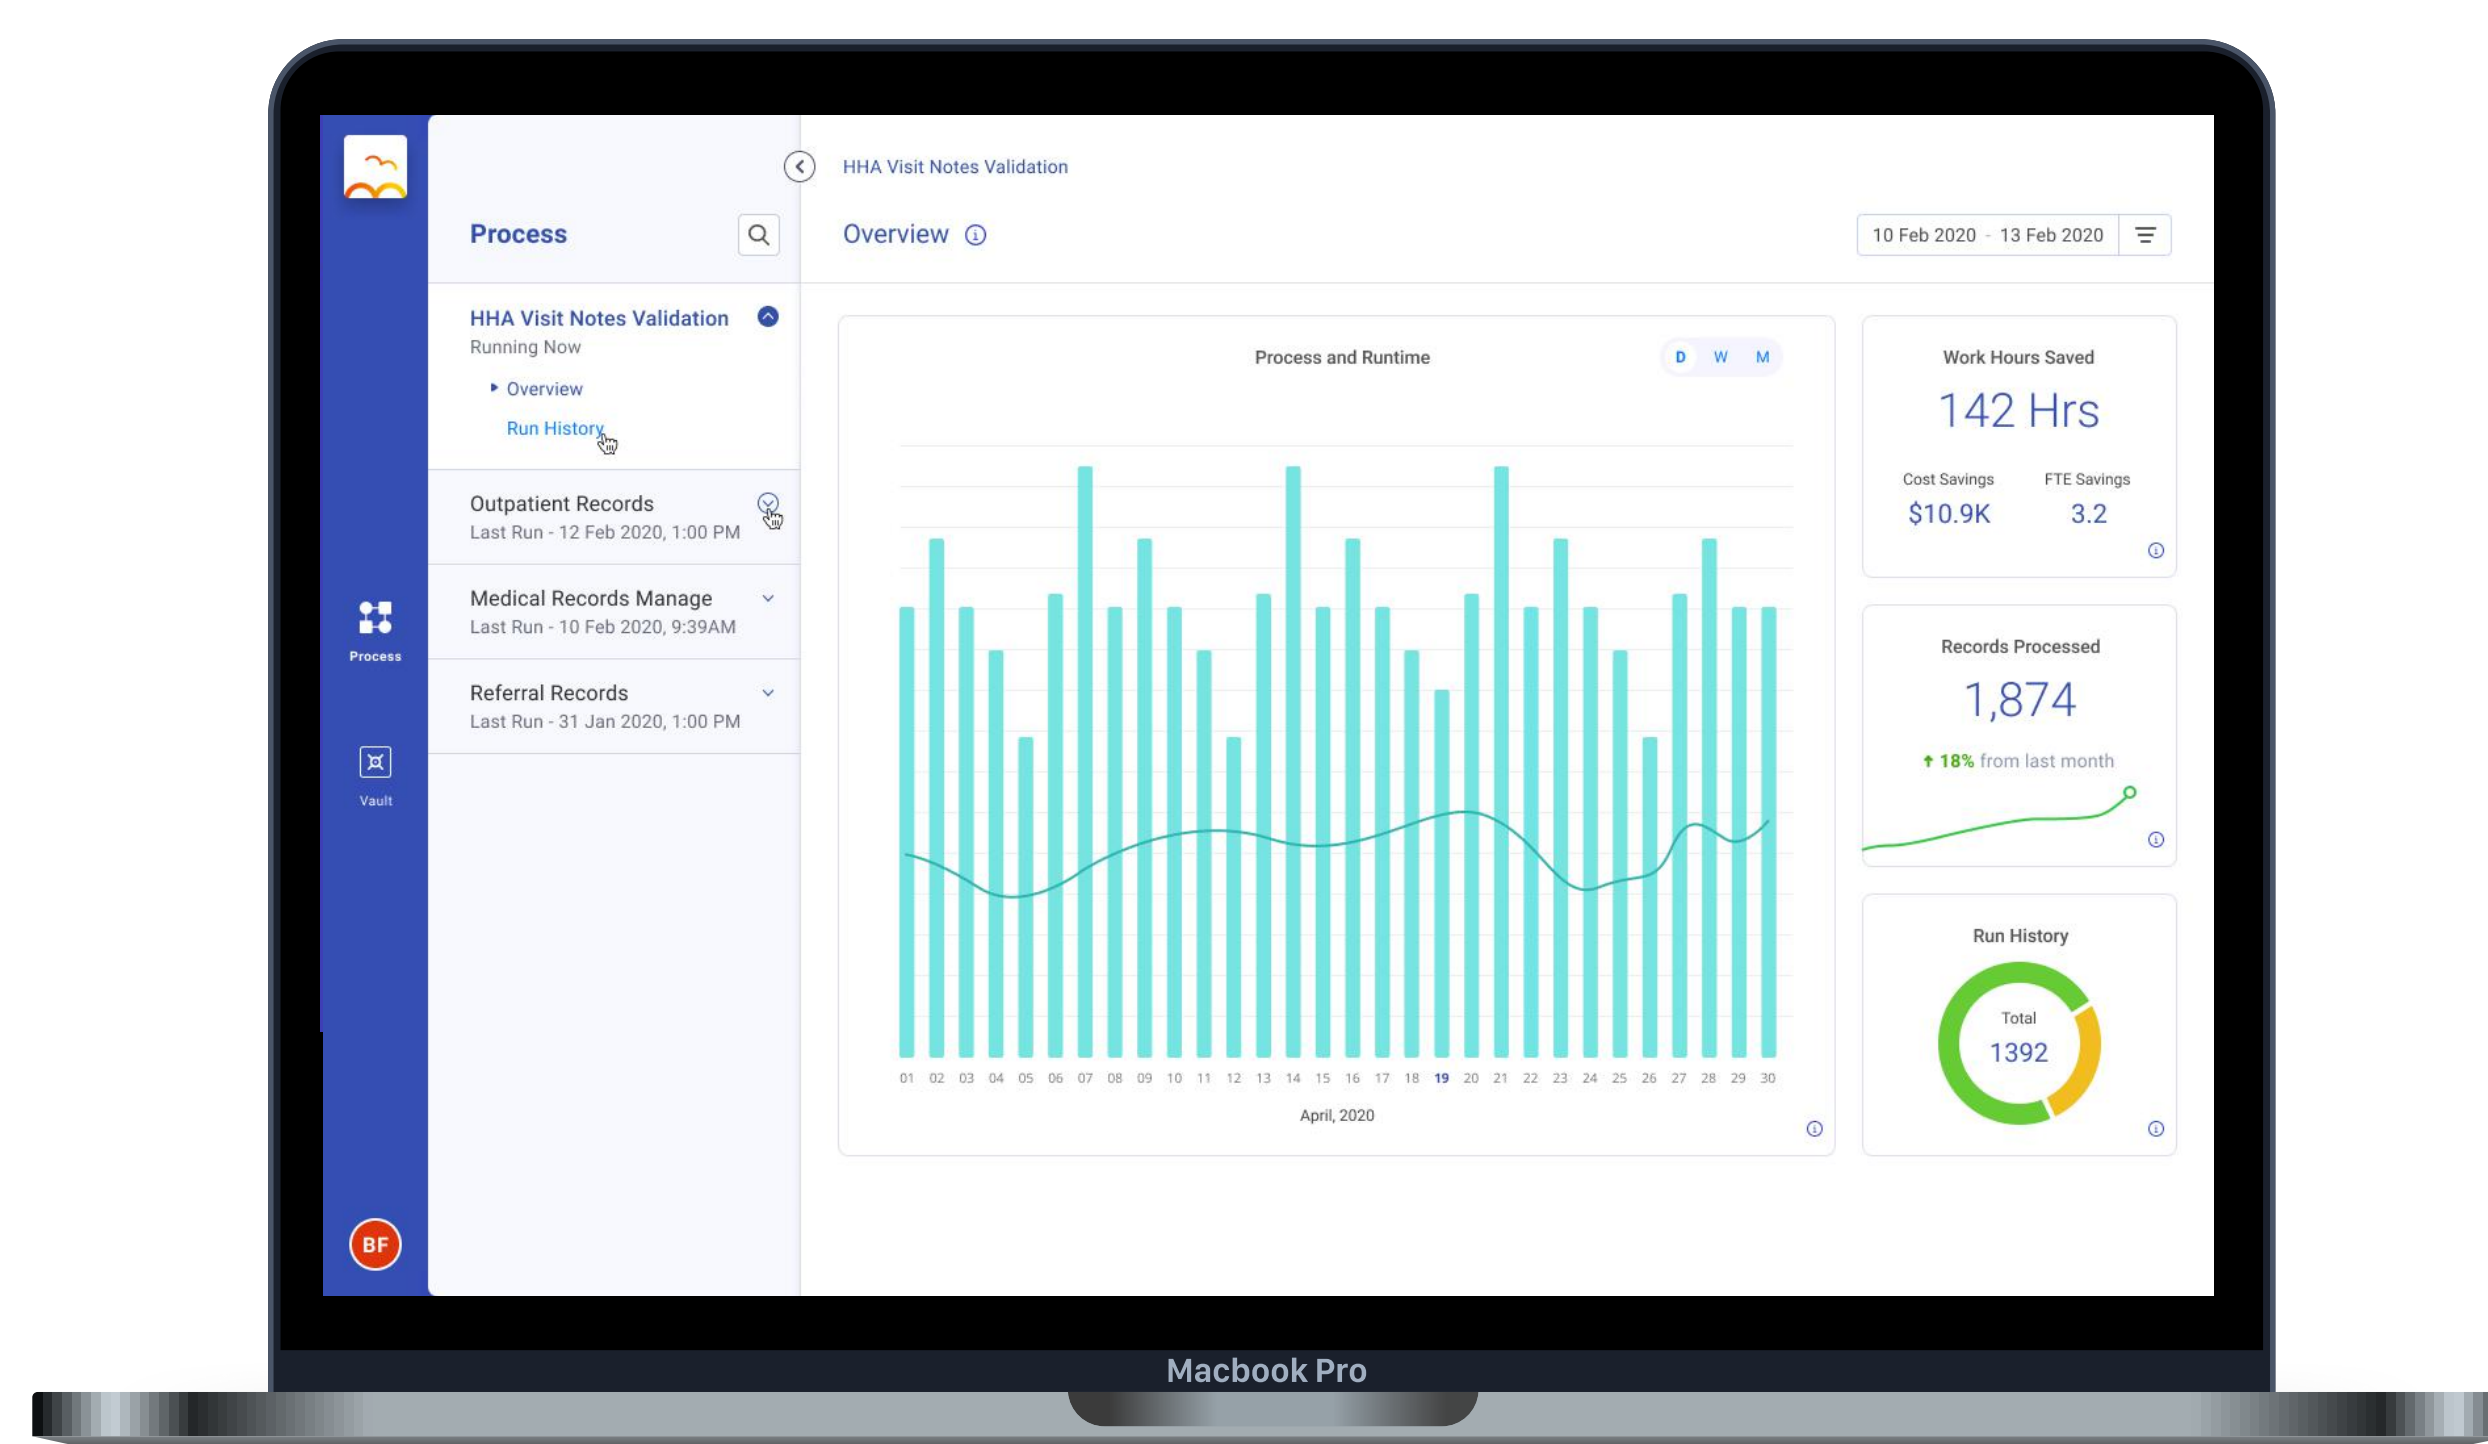 HHA Visit Notes Validation
Process
Overview
10 Feb 2020 - 13 Feb 2020
HHA Visit Notes Validation
Running Now
Overview
Run History
Outpatient Records
Last Run - 12 Feb 2020, 1:00 PM
Medical Records Manage
Last Run - 10 Feb 2020, 9:39AM
Referral Records
Last Run - 31 Jan 2020, 1:00 PM
Process
Vault
BF
Process and Runtime
D W M
01 02 03 04 05 06 07 08 09 10 11 12 13 14 15 16 17 18 19 20 21 22 23 24 25 26 27 28 29 30
April, 2020
Work Hours Saved
142 Hrs
Cost Savings FTE Savings
$10.9K 3.2
Records Processed
1,874
18% from last month
Run History
Total
1392
Macbook Pro